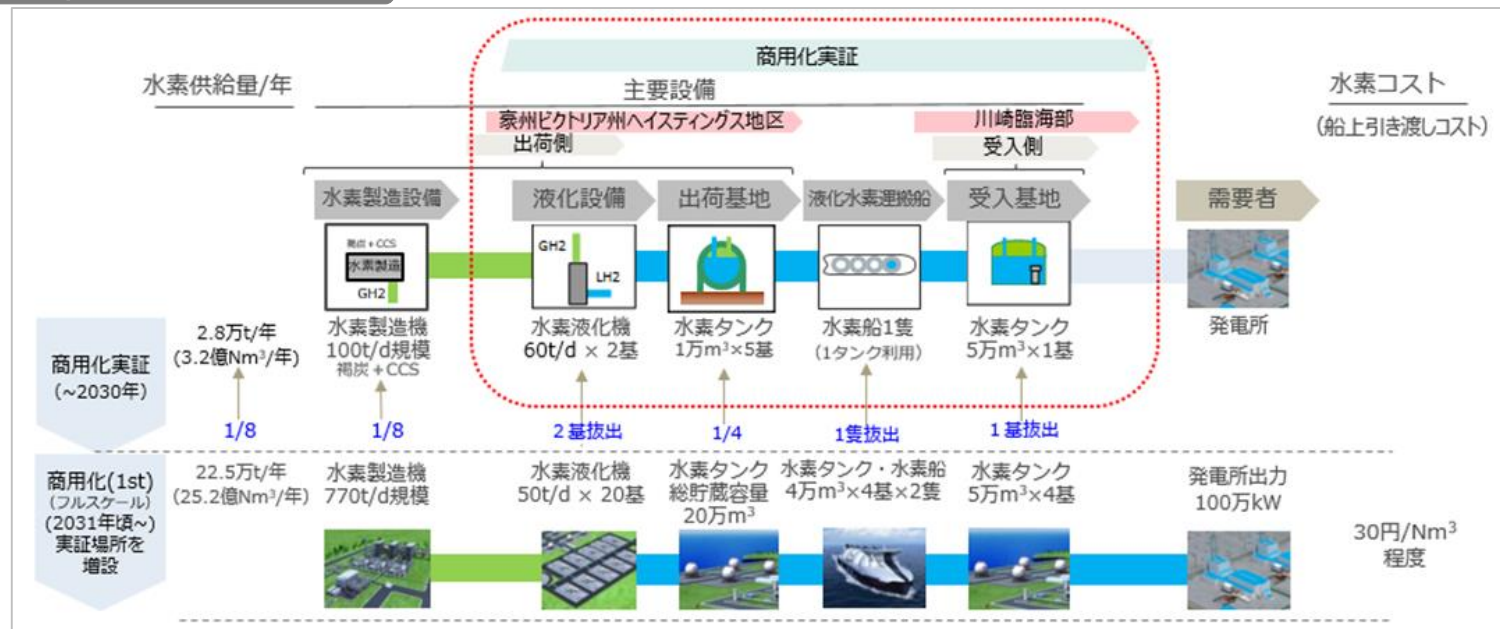 商用化実証
水素供給量/年
主要設備
水素コスト
(船上引き渡しコスト)
豪州ビクトリア州ヘイスティングス地区
川崎臨海部
出荷側
受入側
水素製造設備
液化設備
出荷基地
液化水素運搬船
受入基地
需要者
褐炭+CCS
水素製造
GH2
GH2
LH2
商用化実証
(~2030年)
2.8万t/年
(3.2億Nm³/年)
水素製造機
100t/d規模
褐炭+CCS
水素液化機
60t/d × 2基
水素タンク
1万m³×5基
水素船1隻
(1タンク利用)
水素タンク
5万m³×1基
発電所
1/8
1/8
2基抜出
1/4
1隻抜出
1基抜出
商用化(1st)
(フルスケール)
(2031年頃~)
実証場所を
増設
22.5万t/年
(25.2億Nm³/年)
水素製造機
770t/d規模
水素液化機
50t/d × 20基
水素タンク
総貯蔵容量
20万m³
水素タンク・水素船
4万m³×4基×2隻
水素タンク
5万m³×4基
発電所出力
100万kW
30円/Nm³
程度